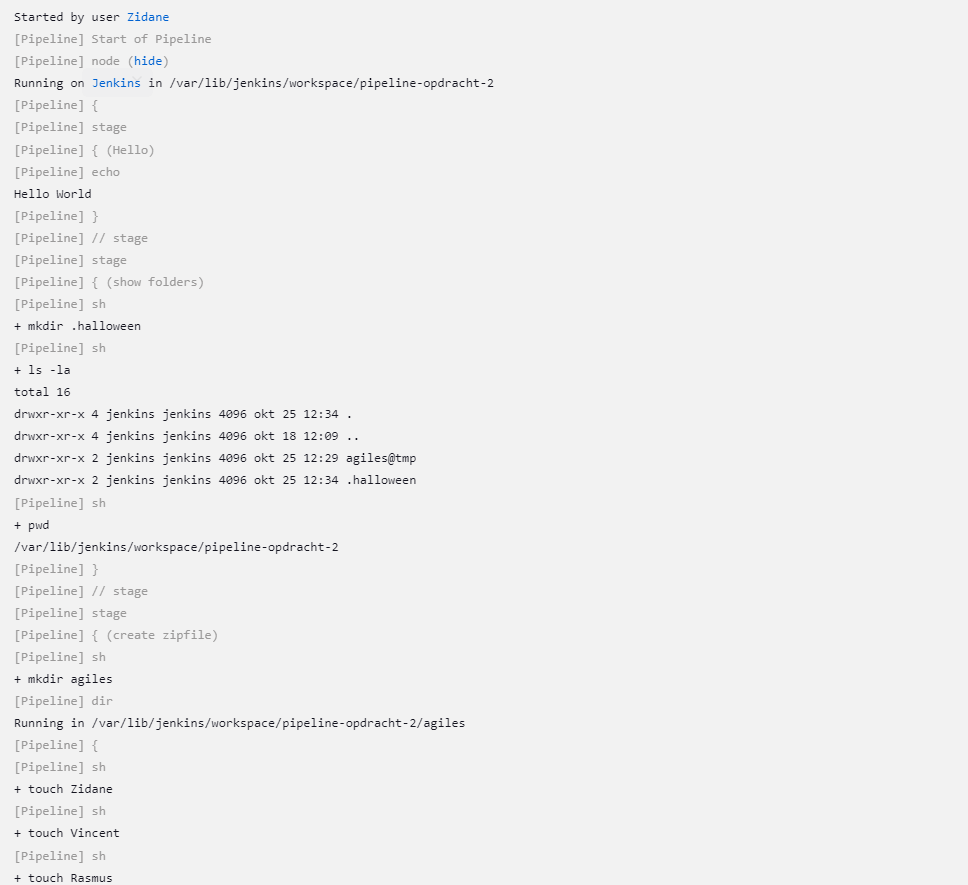 Started by user Zidane
[Pipeline] Start of Pipeline
[Pipeline] node (hide)
Running on Jenkins in /var/lib/jenkins/workspace/pipeline-opdracht-2
[Pipeline] {
[Pipeline] stage
[Pipeline] { (Hello)
[Pipeline] echo
Hello World
[Pipeline] }
[Pipeline] // stage
[Pipeline] stage
[Pipeline] { (show folders)
[Pipeline] sh
+ mkdir .halloween
[Pipeline] sh
+ ls -la
total 16
drwxr-xr-x 4 jenkins jenkins 4096 okt 25 12:34 .
drwxr-xr-x 4 jenkins jenkins 4096 okt 18 12:09 ..
drwxr-xr-x 2 jenkins jenkins 4096 okt 25 12:29 agiles@tmp
drwxr-xr-x 2 jenkins jenkins 4096 okt 25 12:34 .halloween
[Pipeline] sh
+ pwd
/var/lib/jenkins/workspace/pipeline-opdracht-2
[Pipeline] }
[Pipeline] // stage
[Pipeline] stage
[Pipeline] { (create zipfile)
[Pipeline] sh
+ mkdir agiles
[Pipeline] dir
Running in /var/lib/jenkins/workspace/pipeline-opdracht-2/agiles
[Pipeline] {
[Pipeline] sh
+ touch Zidane
[Pipeline] sh
+ touch Vincent
[Pipeline] sh
+ touch Rasmus